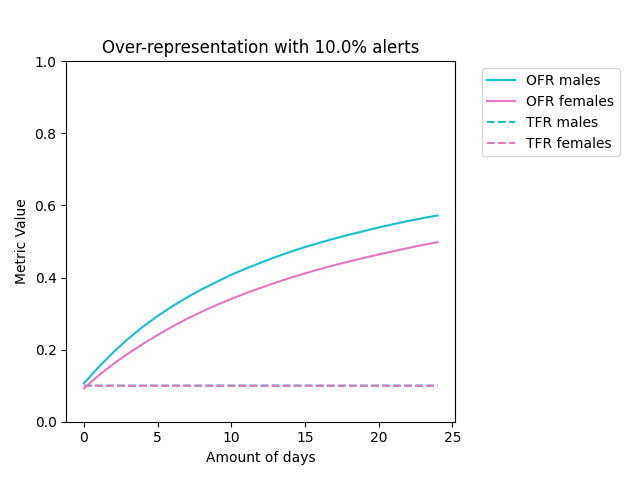 Over-representation with 10.0% alerts
1.0
0.8
0.6
0.4
0.2
0.0
Metric Value
0 5 10 15 20 25
Amount of days
OFR males
OFR females
TFR males
TFR females